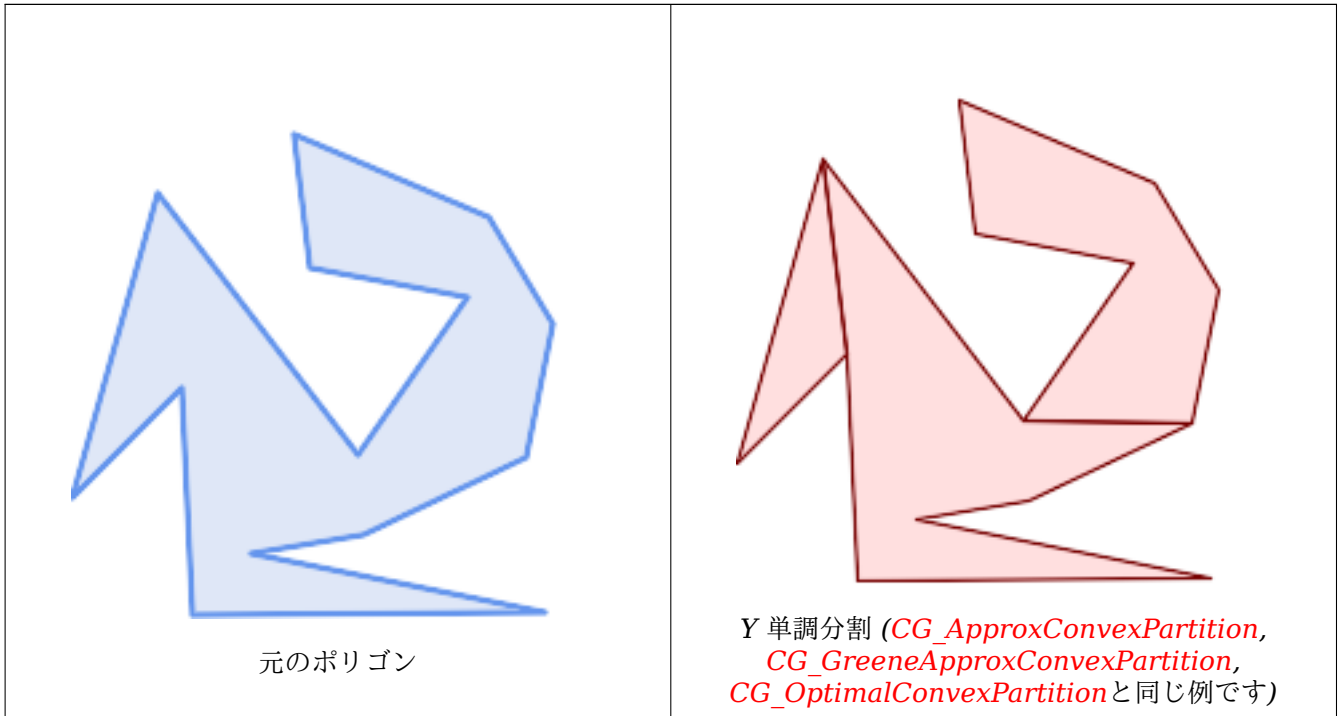 元のポリゴン
Y 単調分割 (CG_ApproxConvexPartition,
CG_GreeneApproxConvexPartition,
CG_OptimalConvexPartitionと同じ例です)